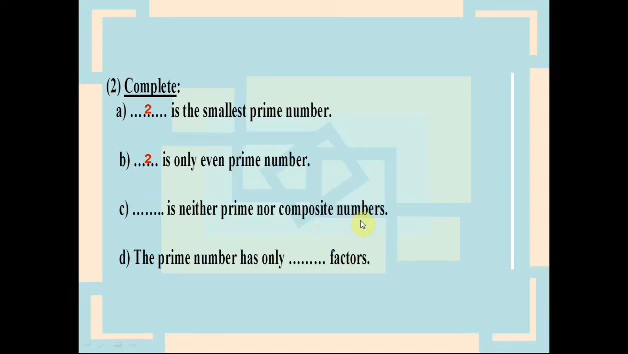 (2) Complete:
a) ...2..... is the smallest prime number.
b) ...2... is only even prime number.
c) ........ is neither prime nor composite numbers.
d) The prime number has only ......... factors.